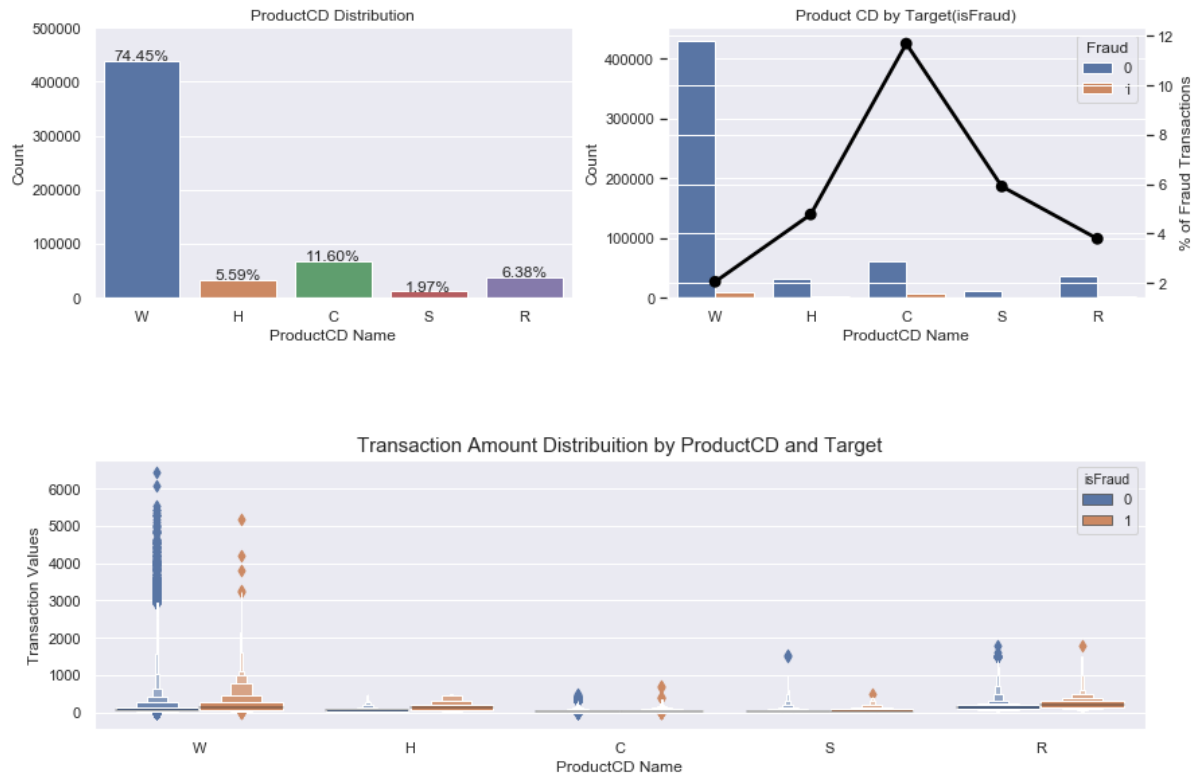 ProductCD Distribution
500000
400000
300000
200000
100000
0
Count
74.45%
5.59%
11.60%
1.97%
6.38%
W H C S R
ProductCD Name
Product CD by Target(isFraud)
400000
300000
200000
100000
0
Count
Fraud
0
i
12
10
8
6
4
2
% of Fraud Transactions
W H C S R
ProductCD Name
Transaction Amount Distribuition by ProductCD and Target
6000
5000
4000
3000
2000
1000
0
Transaction Values
isFraud
0
1
W H C S R
ProductCD Name